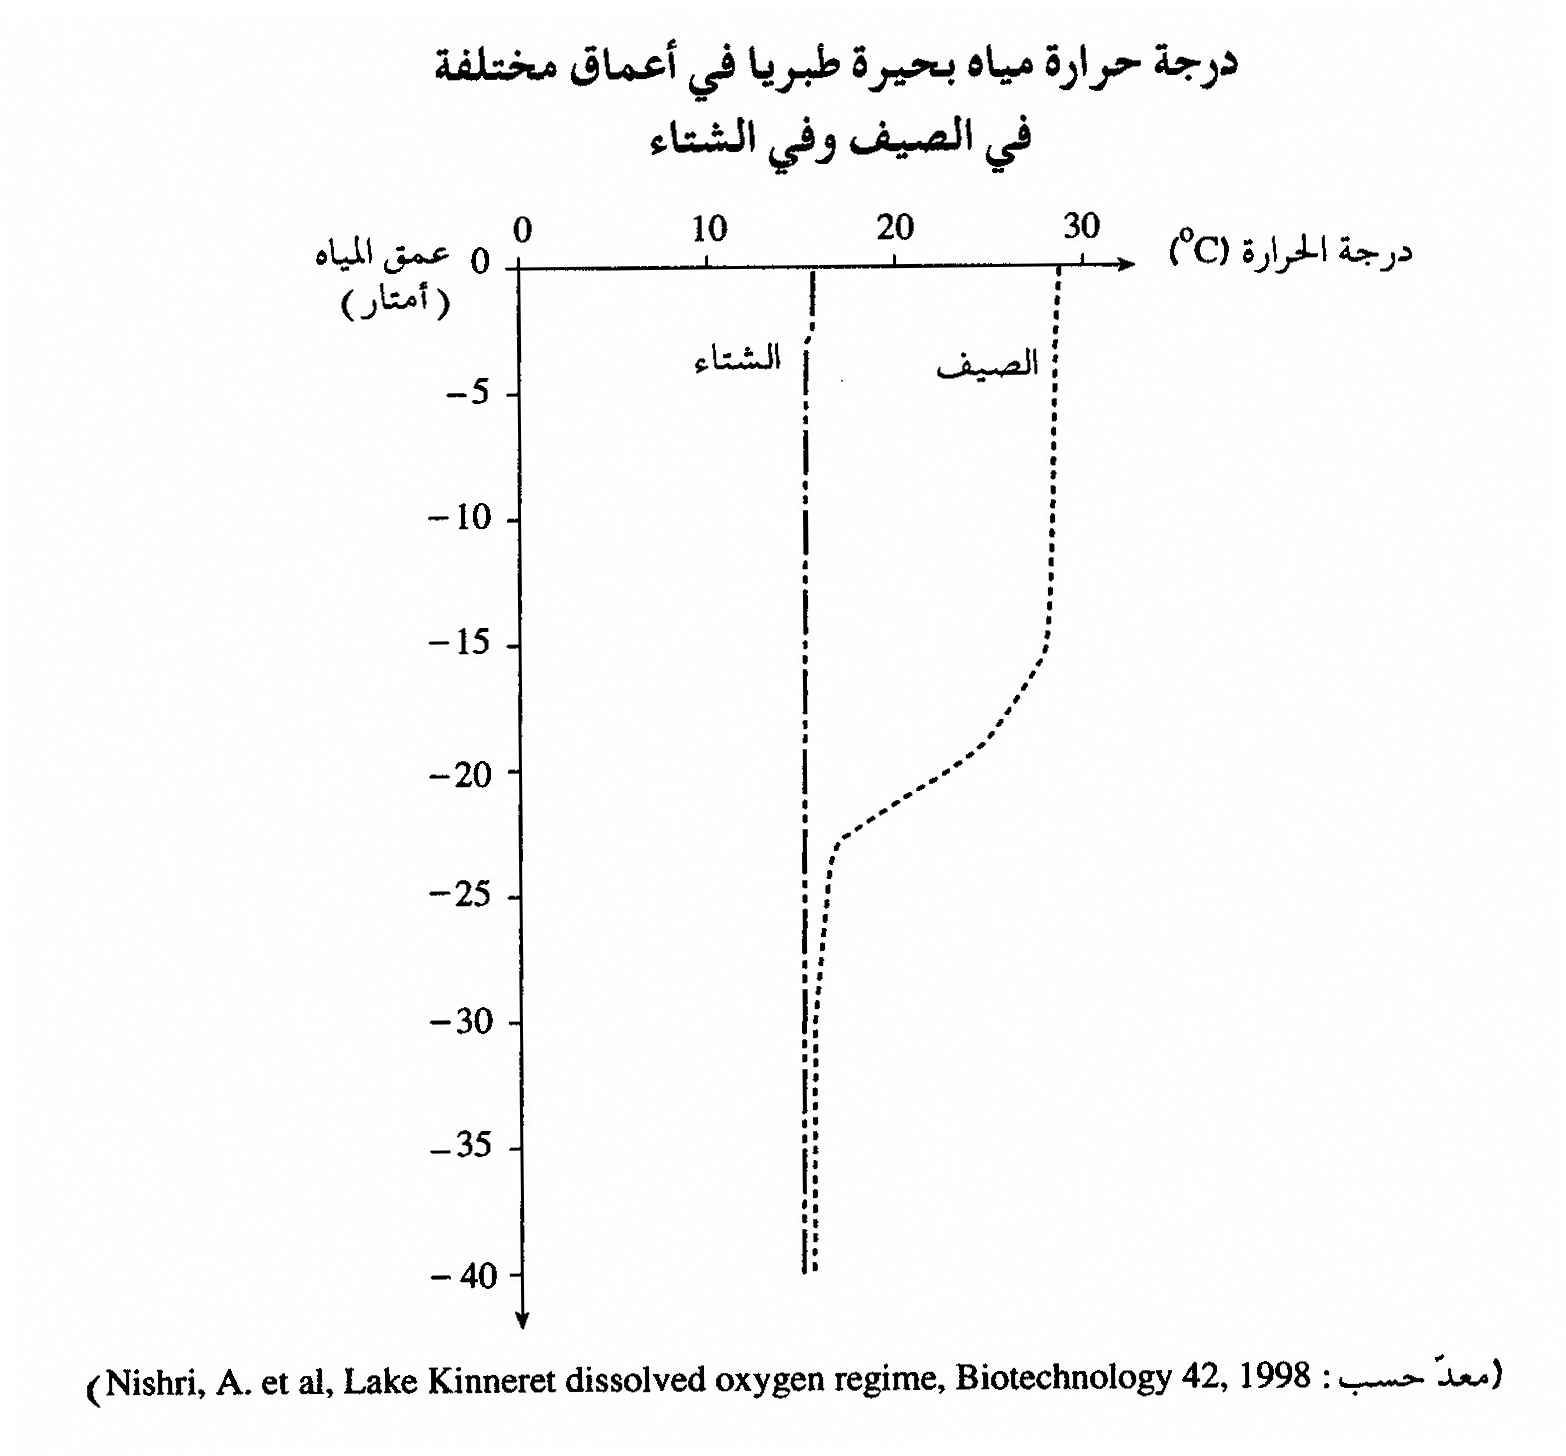 درجة حرارة مياه بحيرة طبريا في أعماق مختلفة
في الصيف وفي الشتاء
0 10 20 30 درجة الحرارة (°C)
عمق المياه 0
(أمتار)
الشتاء الصيف
−5
−10
−15
−20
−25
−30
−35
−40
(معدّ حسب : Nishri, A. et al, Lake Kinneret dissolved oxygen regime, Biotechnology 42, 1998)